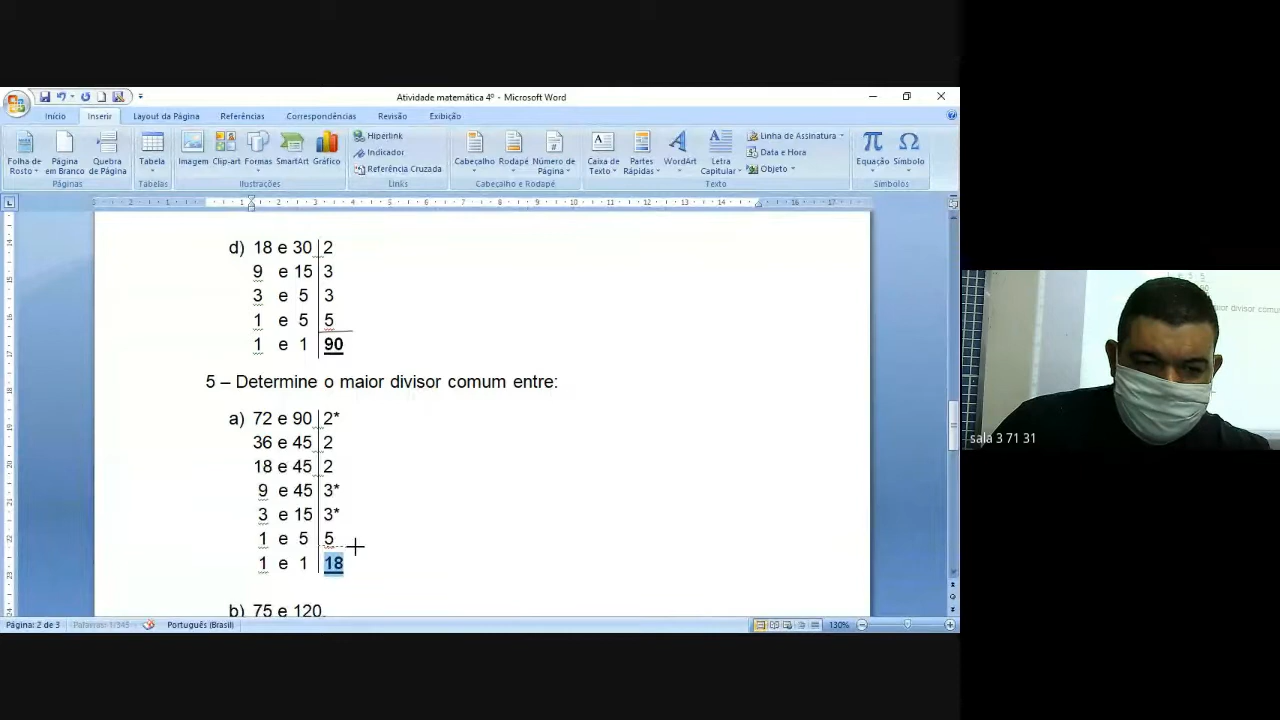 Atividade matemática 4º - Microsoft Word
Início Inserir Layout da Página Referências Correspondências Revisão Exibição
Folha de Rosto
Página em Branco
Quebra de Página
Páginas
Tabela
Tabelas
Imagem
Clip-art
Formas
SmartArt
Gráfico
Ilustrações
Hiperlink
Indicador
Referência Cruzada
Links
Cabeçalho
Rodapé
Número de Página
Cabeçalho e Rodapé
Caixa de Texto
Partes Rápidas
WordArt
Letra Capitular
Linha de Assinatura
Data e Hora
Objeto
Texto
Equação
Símbolo
Símbolos
d) 18 e 30 2
9 e 15 3
3 e 5 3
1 e 5 5
1 e 1 90
5 – Determine o maior divisor comum entre:
a) 72 e 90 2*
36 e 45 2
18 e 45 2
9 e 45 3*
3 e 15 3*
1 e 5 5
1 e 1 18
b) 75 e 120
Página: 2 de 3 Palavras: 1/345 Português (Brasil) 130%
sala 3 71 31